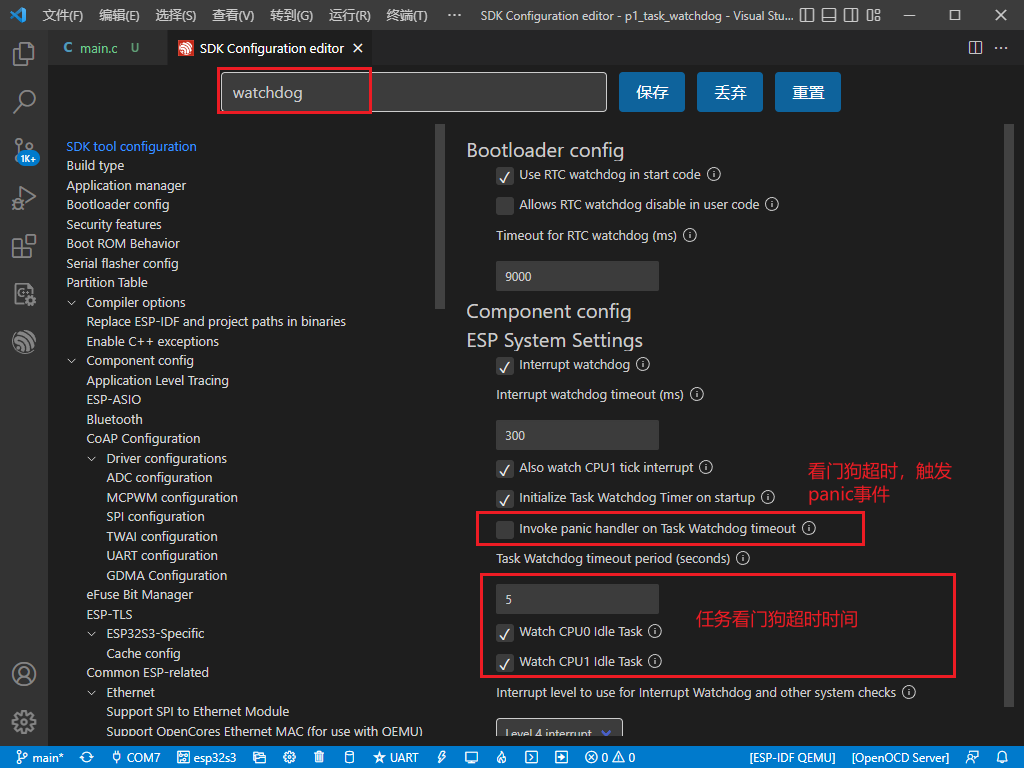 文件(F) 编辑(E) 选择(S) 查看(V) 转到(G) 运行(R) 终端(T) ··· SDK Configuration editor - p1_task_watchdog - Visual Stu...
C main.c U SDK Configuration editor
watchdog 保存 丢弃 重置
1K+
SDK tool configuration
Build type
Application manager
Bootloader config
Security features
Boot ROM Behavior
Serial flasher config
Partition Table
Compiler options
Replace ESP-IDF and project paths in binaries
Enable C++ exceptions
Component config
Application Level Tracing
ESP-ASIO
Bluetooth
CoAP Configuration
Driver configurations
ADC configuration
MCPWM configuration
SPI configuration
TWAI configuration
UART configuration
GDMA Configuration
eFuse Bit Manager
ESP-TLS
ESP32S3-Specific
Cache config
Common ESP-related
Ethernet
Support SPI to Ethernet Module
Support OpenCores Ethernet MAC (for use with QEMU)
Bootloader config
Use RTC watchdog in start code
Allows RTC watchdog disable in user code
Timeout for RTC watchdog (ms)
9000
Component config
ESP System Settings
Interrupt watchdog
Interrupt watchdog timeout (ms)
300
Also watch CPU1 tick interrupt
Initialize Task Watchdog Timer on startup
看门狗超时，触发
panic事件
Invoke panic handler on Task Watchdog timeout
Task Watchdog timeout period (seconds)
5
任务看门狗超时时间
Watch CPU0 Idle Task
Watch CPU1 Idle Task
Interrupt level to use for Interrupt Watchdog and other system checks
Level 4 interrupt
main* COM7 esp32s3 UART 0 0 [ESP-IDF QEMU] [OpenOCD Server]